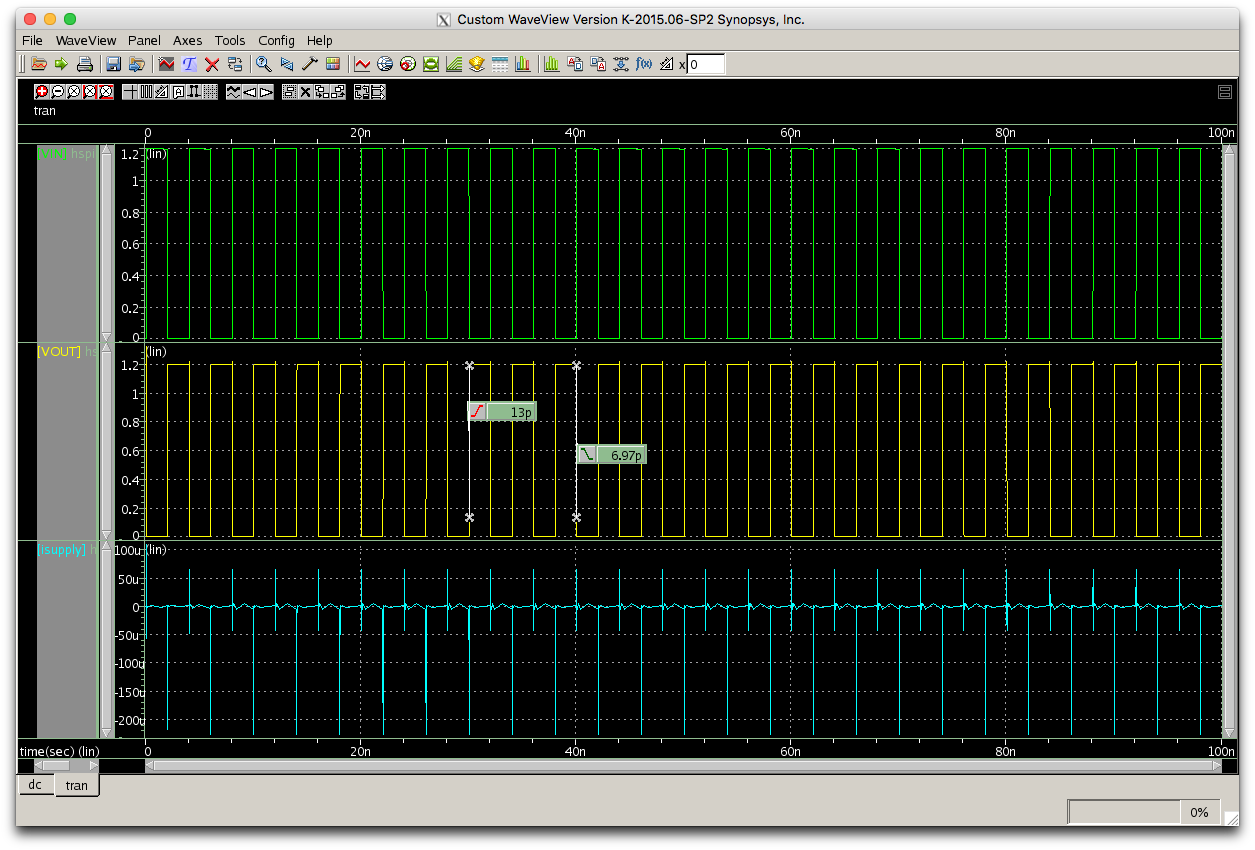 Custom WaveView Version K-2015.06-SP2 Synopsys, Inc.
File WaveView Panel Axes Tools Config Help
x 0
tran
0 20n 40n 60n 80n 100n
hspi
(lin)
1.2
1
0.8
0.6
0.4
0.2
0
[VOUT] hs
(lin)
1.2
1
0.8
0.6
0.4
0.2
0
13p
6.97p
[isupply] h
(lin)
100u
50u
0
-50u
-100u
-150u
-200u
time(sec) (lin) 0 20n 40n 60n 80n 100n
dc tran
0%